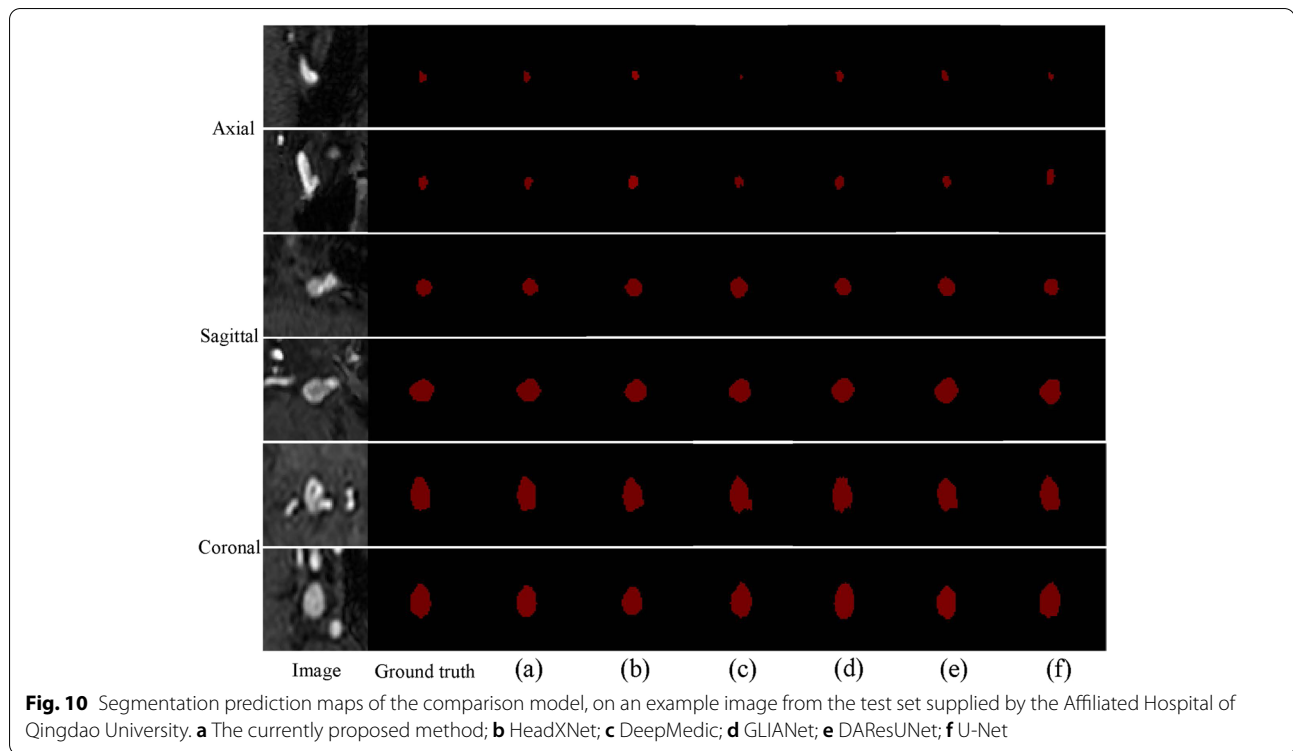 Axial
Sagittal
Coronal
Image Ground truth (a) (b) (c) (d) (e) (f)
Fig. 10 Segmentation prediction maps of the comparison model, on an example image from the test set supplied by the Affiliated Hospital of
Qingdao University. a The currently proposed method; b HeadXNet; c DeepMedic; d GLIANet; e DAResUNet; f U-Net